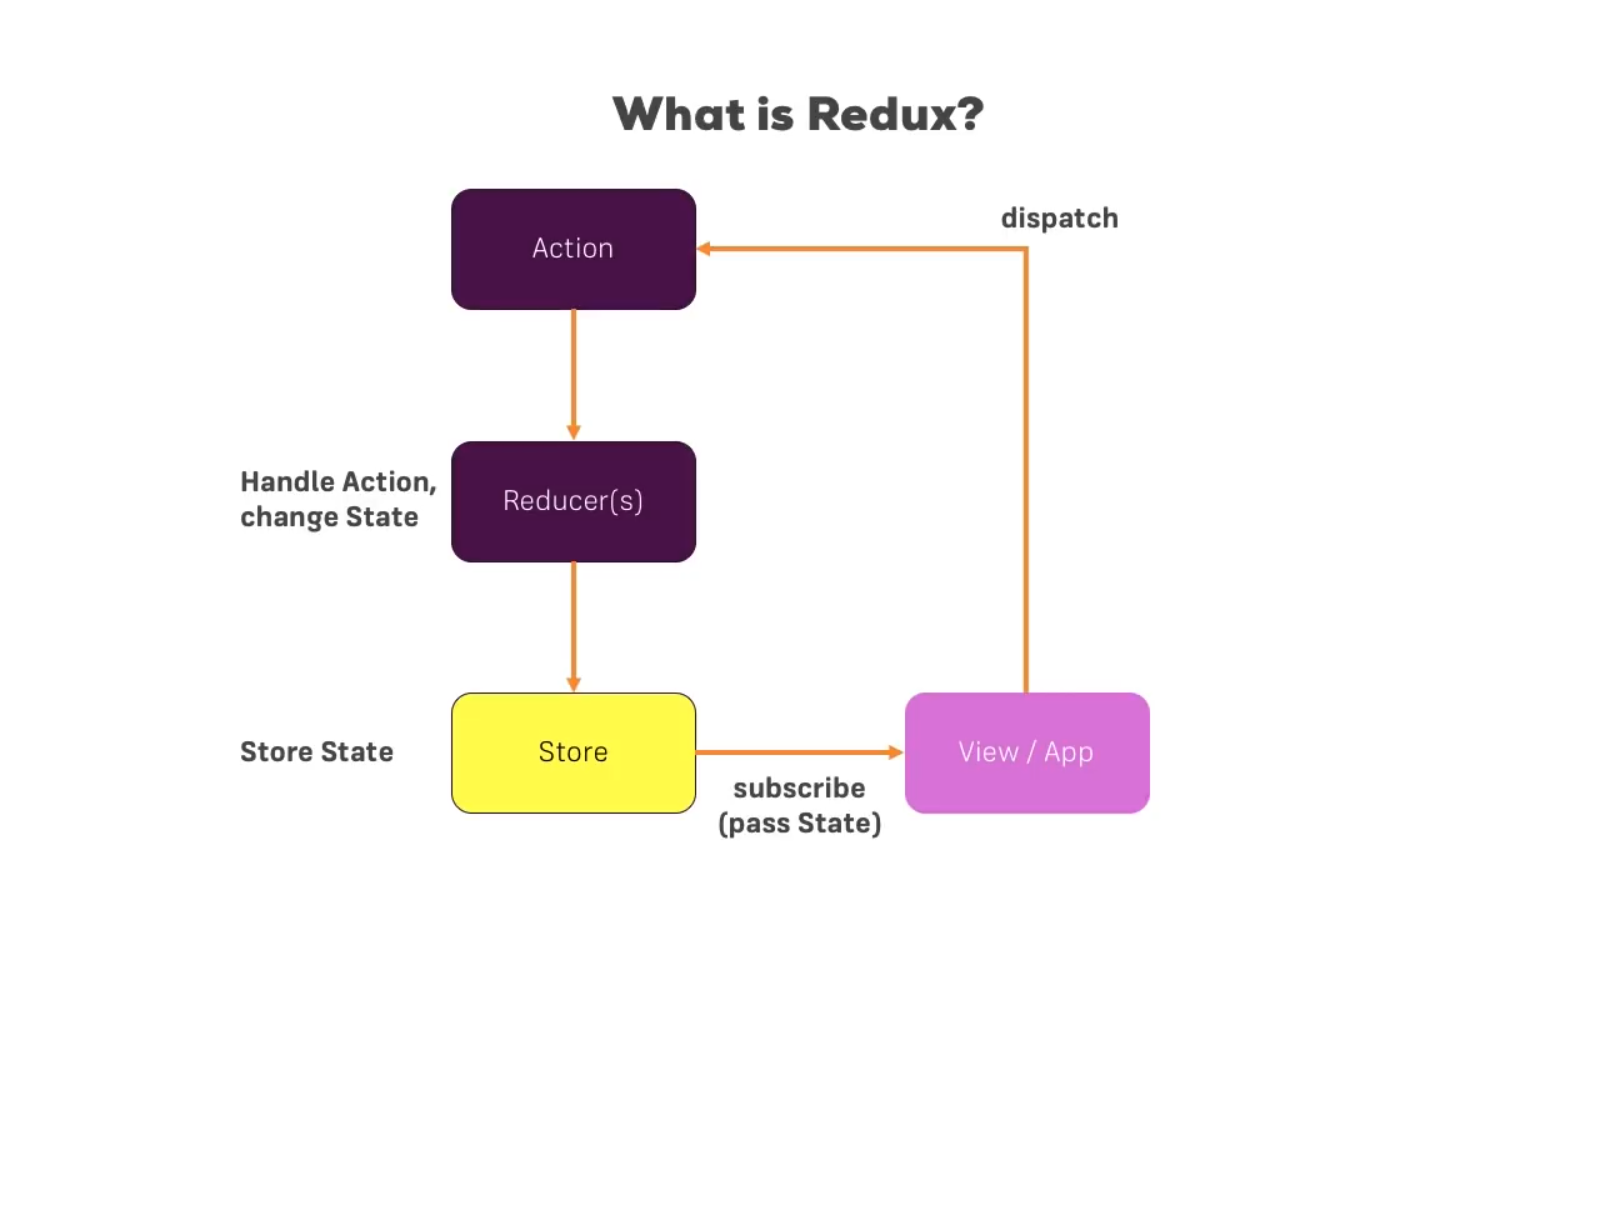 What is Redux?
dispatch
Action
Handle Action,
change State
Reducer(s)
Store State
Store
View / App
subscribe
(pass State)